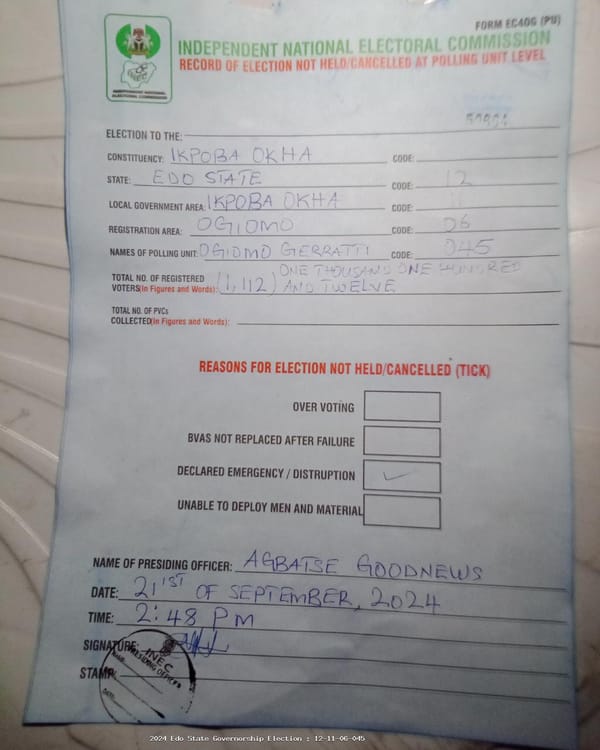 FORM EC40G (PU)
INDEPENDENT NATIONAL ELECTORAL COMMISSION
RECORD OF ELECTION NOT HELD/CANCELLED AT POLLING UNIT LEVEL
INDEPENDENT NATIONAL
ELECTORAL COMMISSION
ELECTION TO THE:
CONSTITUENCY: IKPOBA OKHA CODE:
STATE: EDO STATE CODE: 12
LOCAL GOVERNMENT AREA: IKPOBA OKHA CODE: 11
REGISTRATION AREA: OGIOMO CODE: 06
NAMES OF POLLING UNIT: OGIOMO GERRATTI CODE: 045
TOTAL NO. OF REGISTERED
VOTERS(In Figures and Words): (1,112) ONE THOUSAND ONE HUNDRED
AND TWELVE
TOTAL NO. OF PVCs
COLLECTED(In Figures and Words):
REASONS FOR ELECTION NOT HELD/CANCELLED (TICK)
OVER VOTING
BVAS NOT REPLACED AFTER FAILURE
DECLARED EMERGENCY / DISTRUPTION ✓
UNABLE TO DEPLOY MEN AND MATERIAL
NAME OF PRESIDING OFFICER: AGBATSE GOODNEWS
DATE: 21ST OF SEPTEMBER, 2024
TIME: 2:48 PM
SIGNATURE:
STAMP:
INEC
PRESIDING OFFICER
NAME:
DATE:
2024 Edo State Governorship Election : 12-11-06-045